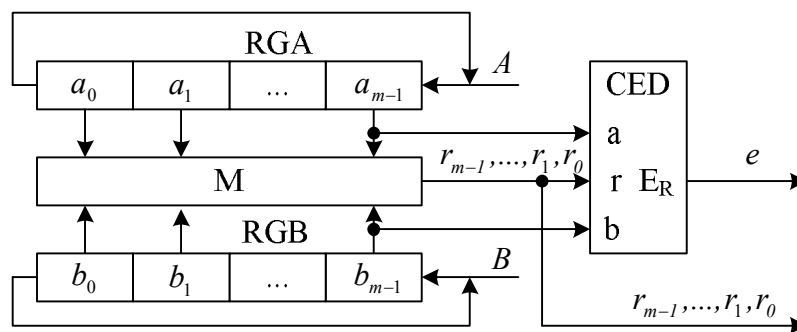 RGA
A
a₀ a₁ ... aₘ₋₁
CED
a
M
rₘ₋₁,...,r₁,r₀
r E_R
e
RGB
b
B
b₀ b₁ ... bₘ₋₁
rₘ₋₁,...,r₁,r₀